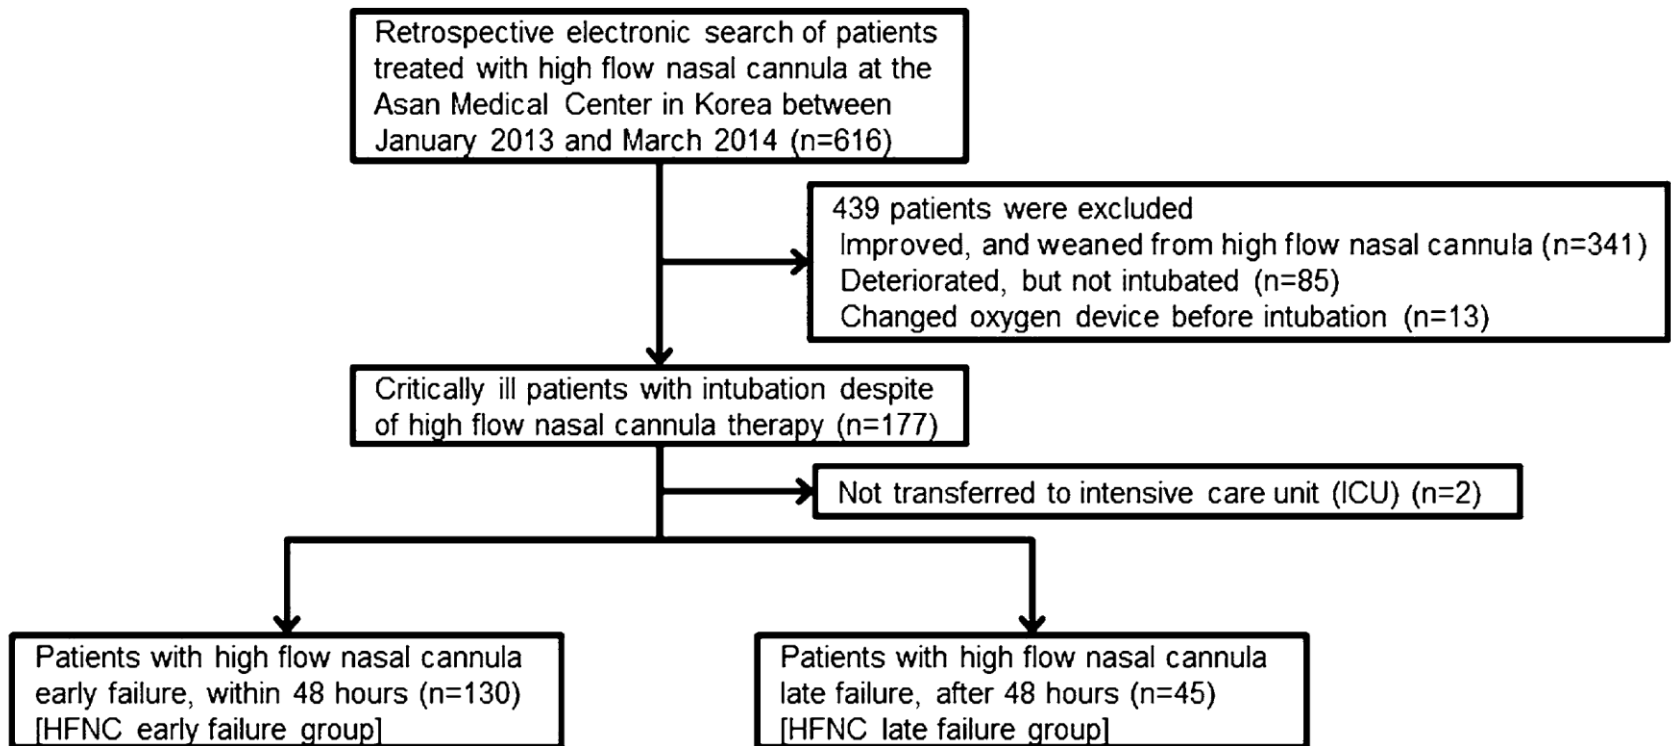 Retrospective electronic search of patients
treated with high flow nasal cannula at the
Asan Medical Center in Korea between
January 2013 and March 2014 (n=616)
439 patients were excluded
Improved, and weaned from high flow nasal cannula (n=341)
Deteriorated, but not intubated (n=85)
Changed oxygen device before intubation (n=13)
Critically ill patients with intubation despite
of high flow nasal cannula therapy (n=177)
Not transferred to intensive care unit (ICU) (n=2)
Patients with high flow nasal cannula
early failure, within 48 hours (n=130)
[HFNC early failure group]
Patients with high flow nasal cannula
late failure, after 48 hours (n=45)
[HFNC late failure group]